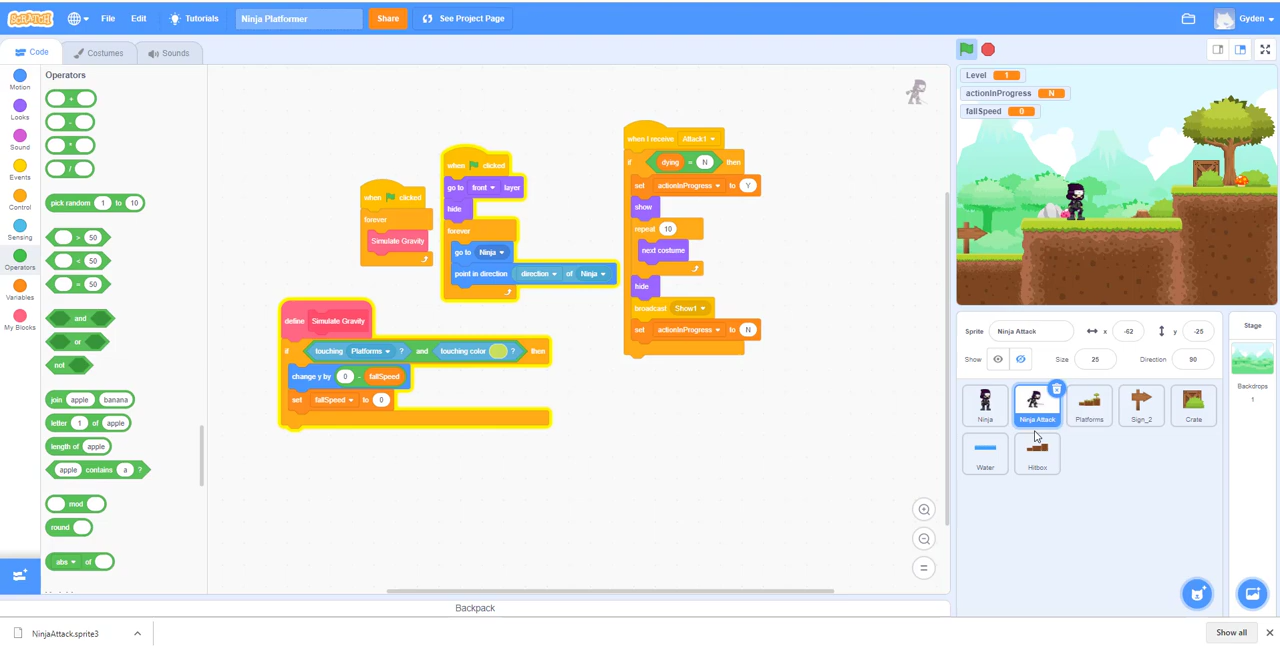 SCRATCH File Edit Tutorials Ninja Platformer Share See Project Page Gyden
Code Costumes Sounds
Motion
Looks
Sound
Events
Control
Sensing
Operators
Variables
My Blocks
Operators
+
-
*
/
pick random 1 to 10
> 50
< 50
= 50
and
or
not
join apple banana
letter 1 of apple
length of apple
apple contains a ?
mod
round
abs of
when clicked
forever
Simulate Gravity
when clicked
go to front layer
hide
forever
go to Ninja
point in direction direction of Ninja
define Simulate Gravity
if touching Platforms ? and touching color ? then
change y by 0 - fallSpeed
set fallSpeed to 0
when I receive Attack1
if dying = N then
set actionInProgress to Y
show
repeat 10
next costume
hide
broadcast Show1
set actionInProgress to N
Level 1
actionInProgress N
fallSpeed 0
Sprite Ninja Attack x -62 y -25
Show Size 25 Direction 90
Ninja Ninja Attack Platforms Sign_2 Crate
Water Hitbox
Stage
Backdrops
1
Backpack
NinjaAttack.sprite3 Show all